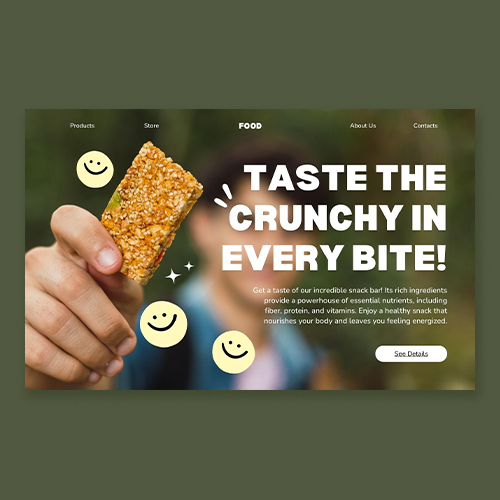 Products
Store
FOOD
About Us
Contacts
TASTE THE
CRUNCHY IN
EVERY BITE!
Get a taste of our incredible snack bar! Its rich ingredients
provide a powerhouse of essential nutrients, including
fiber, protein, and vitamins. Enjoy a healthy snack that
nourishes your body and leaves you feeling energized.
See Details